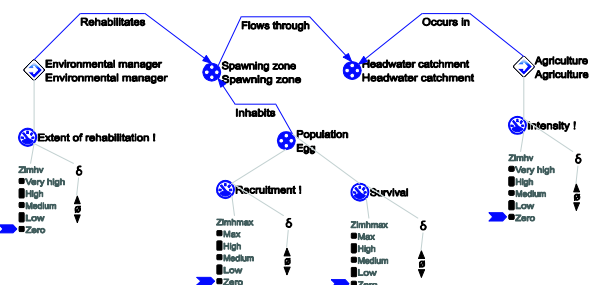 Rehabilitates
Flows through
Occurs in
Environmental manager
Environmental manager
Spawning zone
Spawning zone
Headwater catchment
Headwater catchment
Agriculture
Agriculture
Inhabits
Population
Egg
Extent of rehabilitation !
Zlmhv
Very high
High
Medium
Low
Zero
δ
ø
Recruitment !
Zlmhmax
Max
High
Medium
Low
Zero
δ
ø
Survival
Zlmhmax
Max
High
Medium
Low
Zero
δ
ø
Intensity !
Zlmhv
Very high
High
Medium
Low
Zero
δ
ø